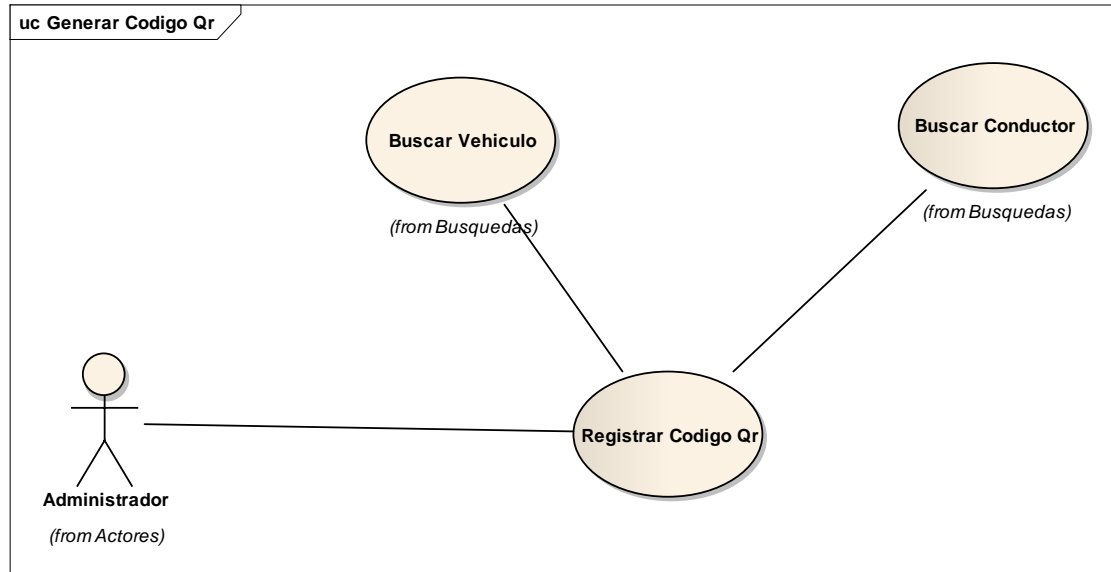 uc Generar Codigo Qr
Buscar Vehiculo
(from Busquedas)
Buscar Conductor
(from Busquedas)
Registrar Codigo Qr
Administrador
(from Actores)